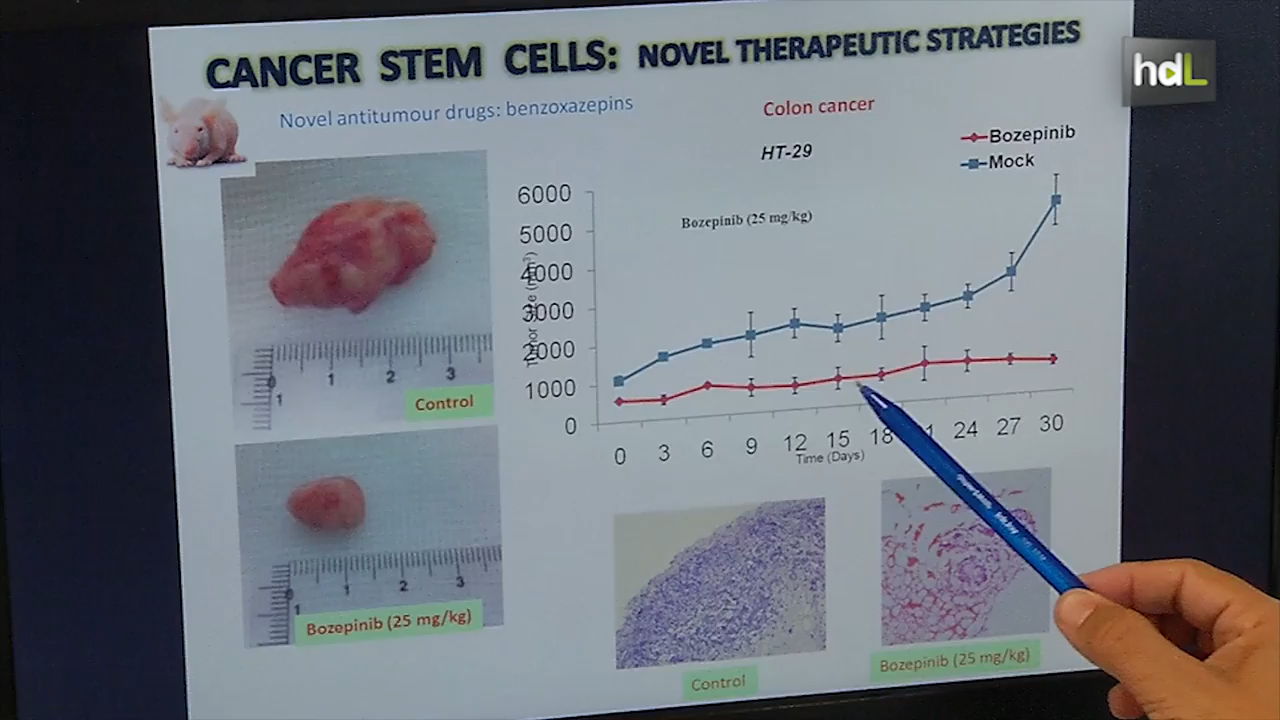 CANCER STEM CELLS: NOVEL THERAPEUTIC STRATEGIES
hdL
Novel antitumour drugs: benzoxazepins
Colon cancer
HT-29
Bozepinib
Mock
Bozepinib (25 mg/kg)
6000
5000
4000
3000
2000
1000
0
0 3 6 9 12 15 18 24 27 30
Time (Days)
0 1 2 3
1
Control
0 1 2 3
1
Bozepinib (25 mg/kg)
Control
Bozepinib (25 mg/kg)